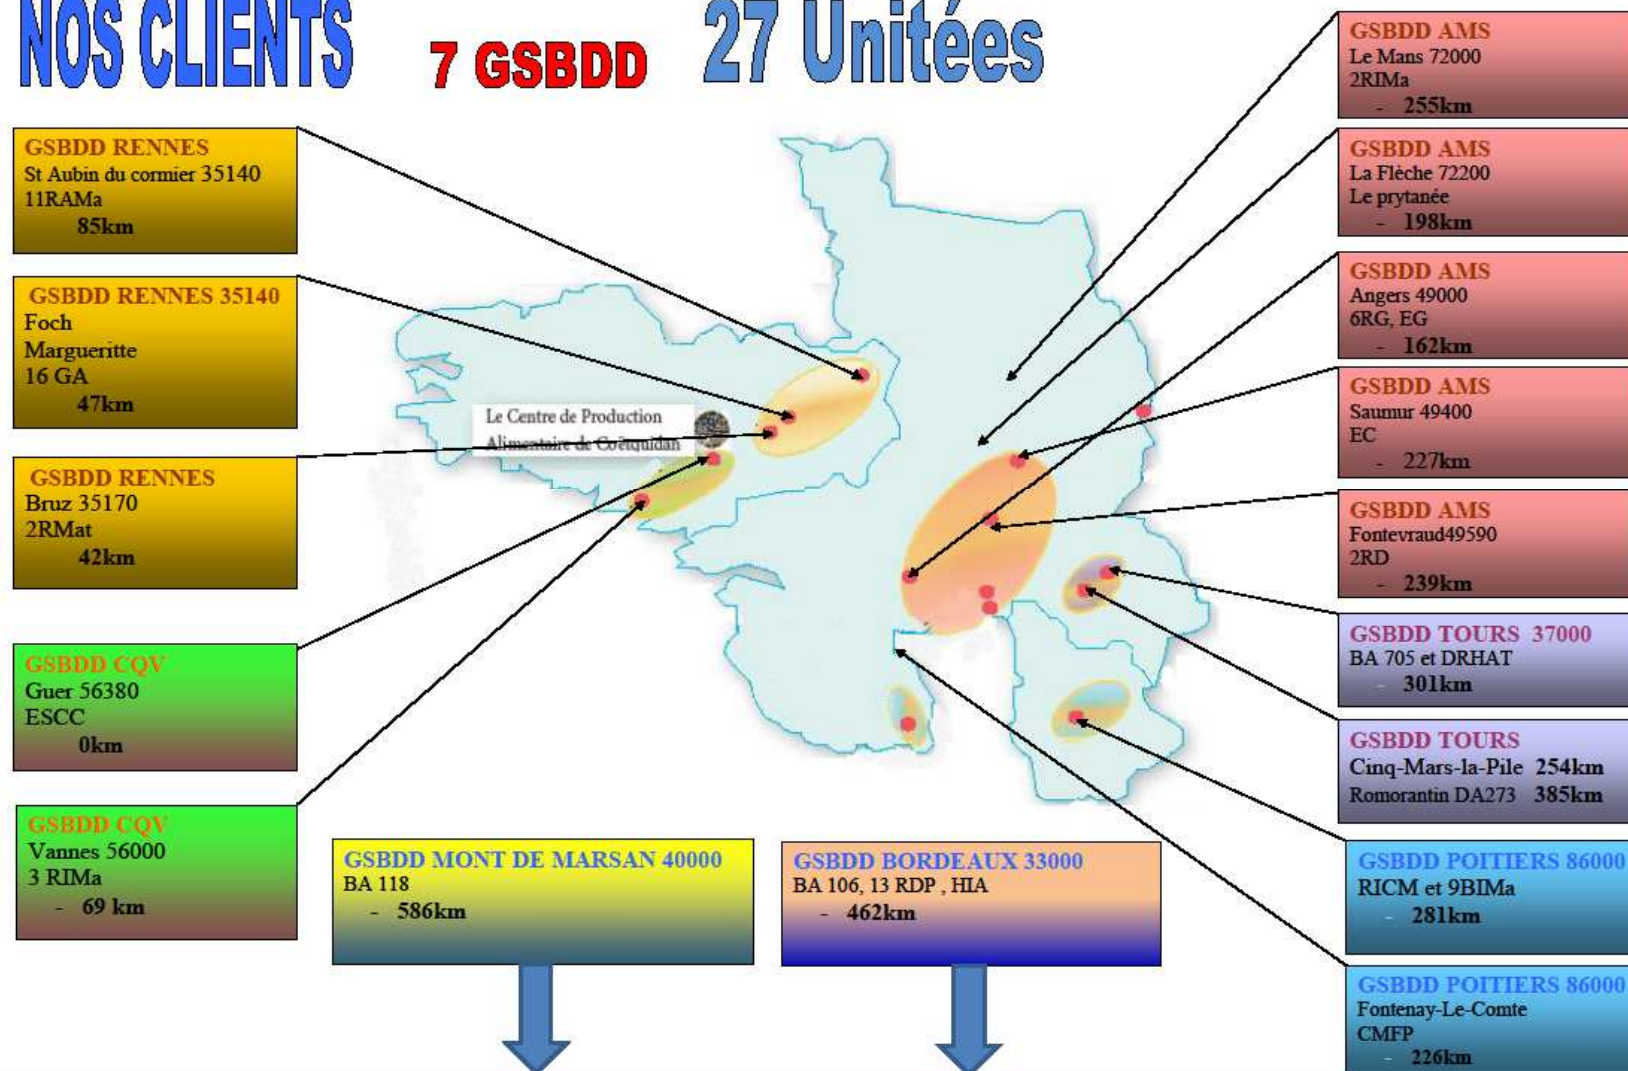 NOS CLIENTS
7 GSBDD
27 Unitées
GSBDD RENNES
St Aubin du cormier 35140
11RAMa
85km
GSBDD RENNES 35140
Foch
Margueritte
16 GA
47km
GSBDD RENNES
Bruz 35170
2RMat
42km
GSBDD CQV
Guer 56380
ESCC
0km
GSBDD CQV
Vannes 56000
3 RIMa
- 69 km
Le Centre de Production
Alimentaire de Coëtquidan
GSBDD MONT DE MARSAN 40000
BA 118
- 586km
GSBDD BORDEAUX 33000
BA 106, 13 RDP , HIA
- 462km
GSBDD AMS
Le Mans 72000
2RIMa
- 255km
GSBDD AMS
La Flèche 72200
Le prytanée
- 198km
GSBDD AMS
Angers 49000
6RG, EG
- 162km
GSBDD AMS
Saumur 49400
EC
- 227km
GSBDD AMS
Fontevraud49590
2RD
- 239km
GSBDD TOURS 37000
BA 705 et DRHAT
- 301km
GSBDD TOURS
Cinq-Mars-la-Pile 254km
Romorantin DA273 385km
GSBDD POITIERS 86000
RICM et 9BIMa
- 281km
GSBDD POITIERS 86000
Fontenay-Le-Comte
CMFP
- 226km